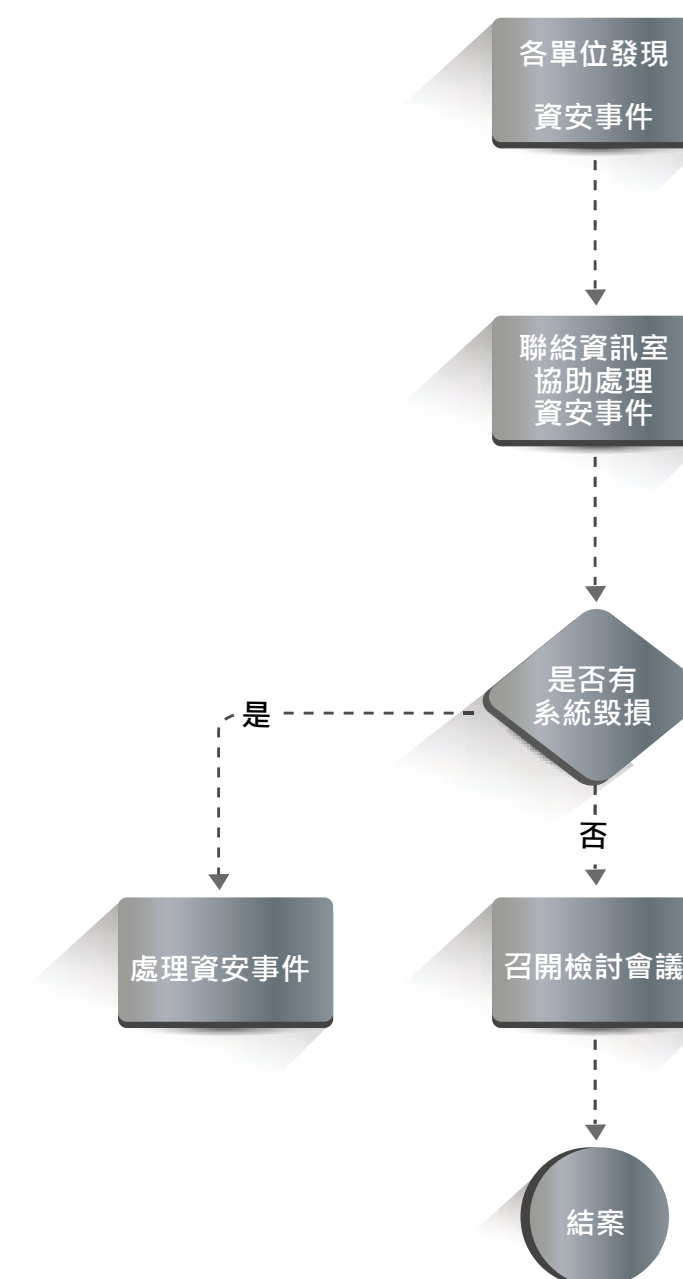 各單位發現
資安事件
聯絡資訊室
協助處理
資安事件
是否有
系統毀損
是
否
處理資安事件
召開檢討會議
結案